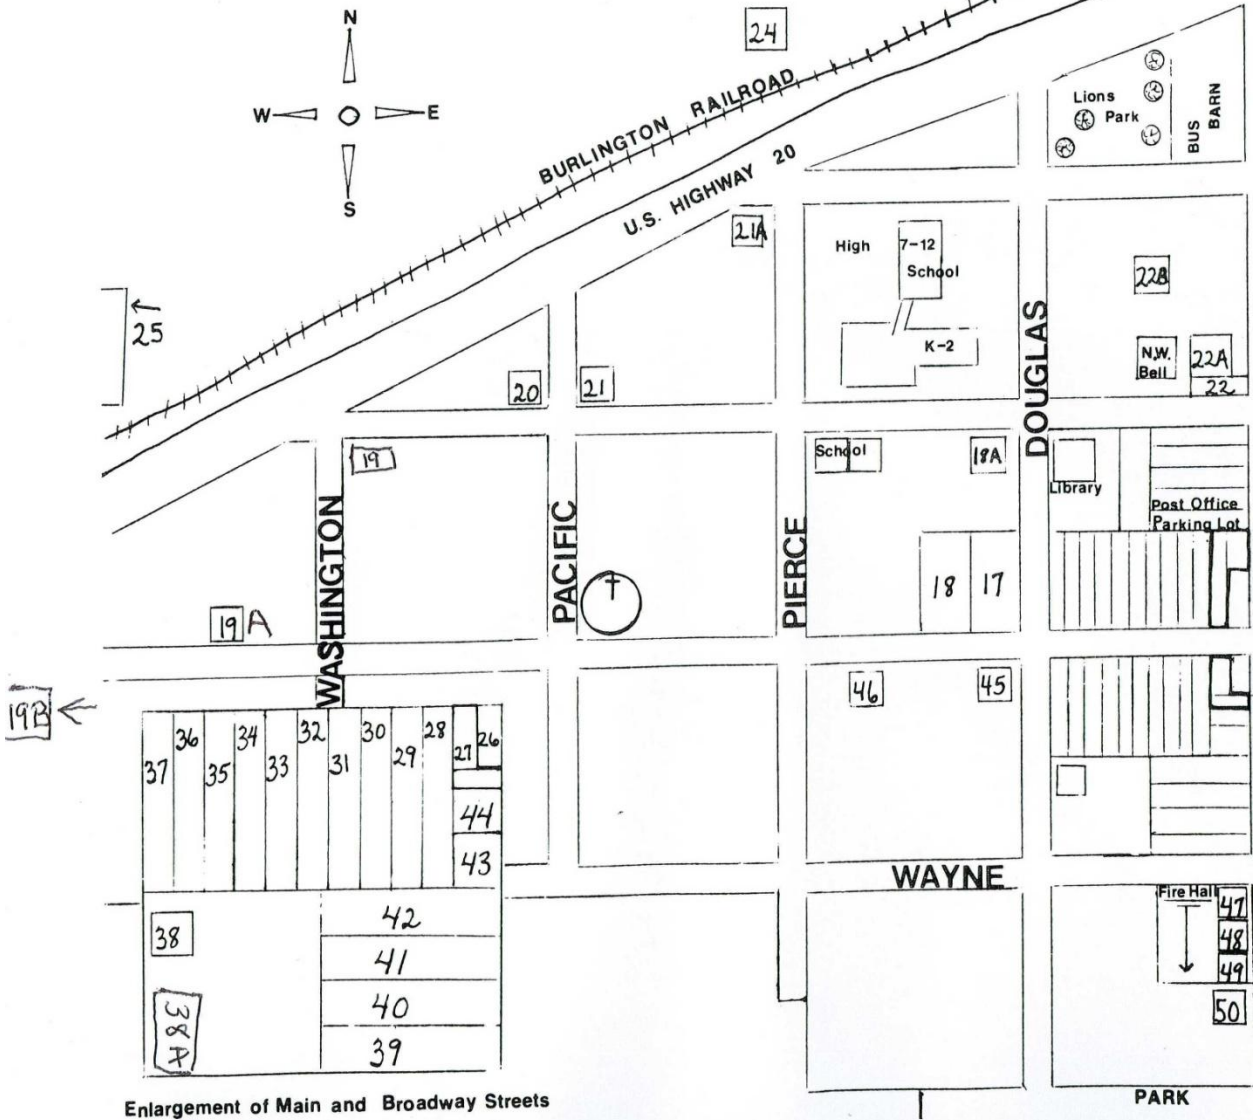 N
W E
S
24
BURLINGTON RAILROAD
U.S. HIGHWAY 20
Lions
Park
BUS
BARN
25
21A
High
7-12
School
K-2
22B
N.W.
Bell
22A
22
20
21
DOUGLAS
19
WASHINGTON
PACIFIC
PIERCE
School
18A
Library
Post Office
Parking Lot
18
17
19A
19B
46
45
37
36
35
34
33
32
31
30
29
28
27
26
44
43
WAYNE
38
38A
42
41
40
39
Fire Hall
47
48
49
50
Enlargement of Main and Broadway Streets
PARK